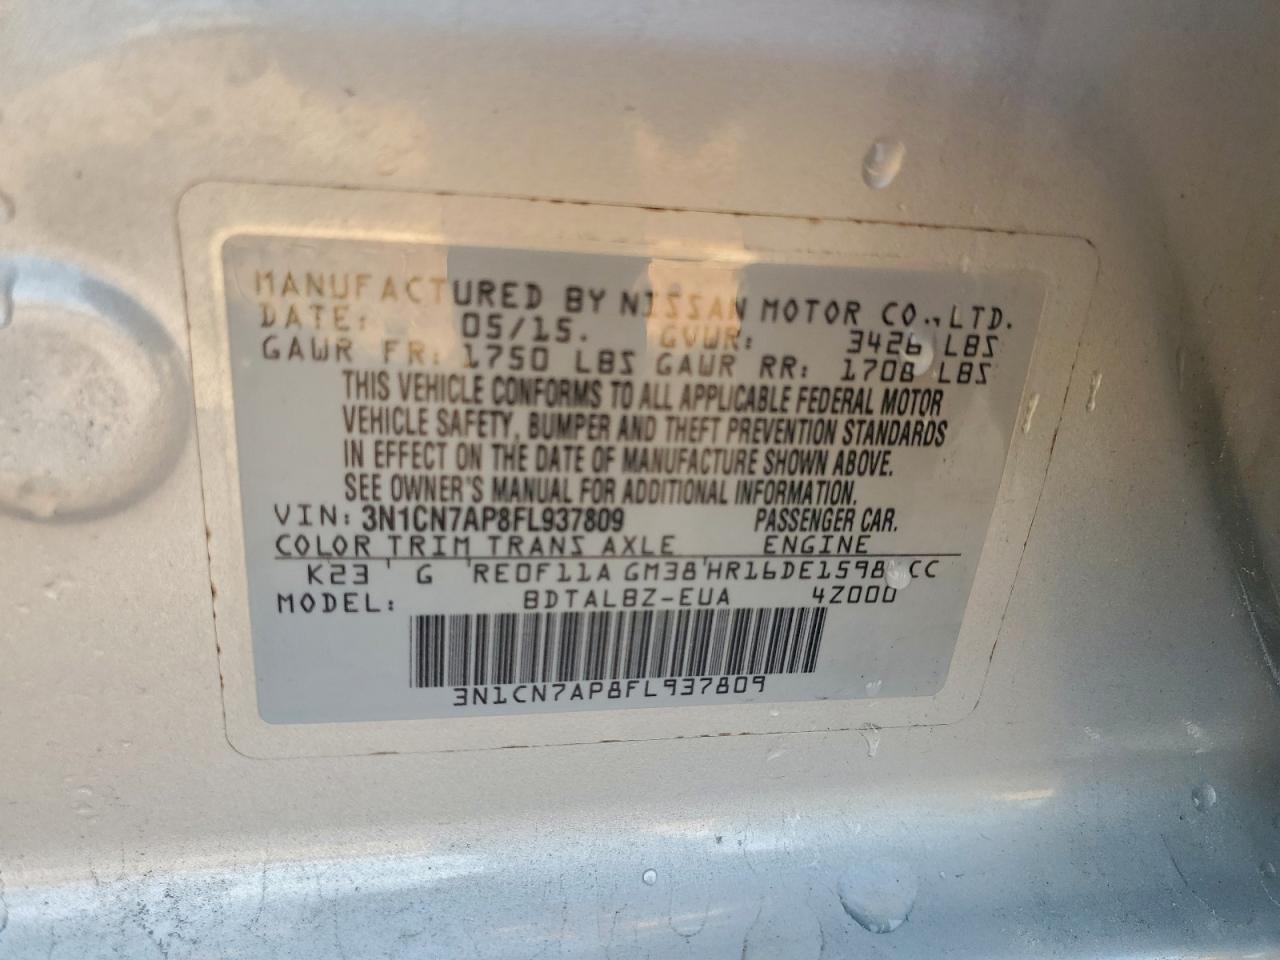 MANUFACTURED BY NISSAN MOTOR CO., LTD.
DATE: 05/15. GVWR: 3426 LBS
GAWR FR: 1750 LBS GAWR RR: 1708 LBS
THIS VEHICLE CONFORMS TO ALL APPLICABLE FEDERAL MOTOR
VEHICLE SAFETY, BUMPER AND THEFT PREVENTION STANDARDS
IN EFFECT ON THE DATE OF MANUFACTURE SHOWN ABOVE.
SEE OWNER'S MANUAL FOR ADDITIONAL INFORMATION.
VIN: 3N1CN7AP8FL937809 PASSENGER CAR.
COLOR TRIM TRANS AXLE ENGINE
K23 G RE0F11A GM38 HR16DE1598 CC
MODEL: BDTALBZ-EUA 4Z000
3N1CN7AP8FL937809